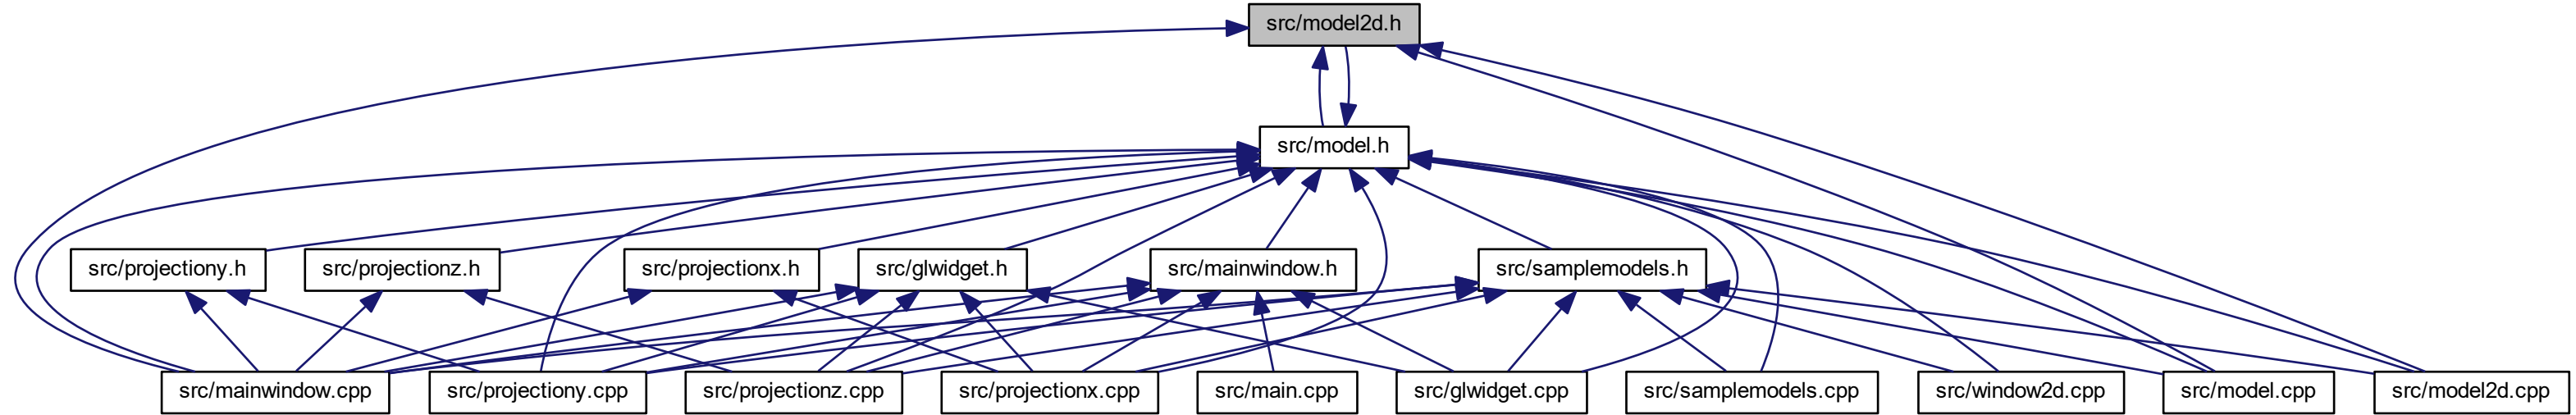 src/model2d.h
src/model.h
src/projectiony.h
src/projectionz.h
src/projectionx.h
src/glwidget.h
src/mainwindow.h
src/samplemodels.h
src/mainwindow.cpp
src/projectiony.cpp
src/projectionz.cpp
src/projectionx.cpp
src/main.cpp
src/glwidget.cpp
src/samplemodels.cpp
src/window2d.cpp
src/model.cpp
src/model2d.cpp